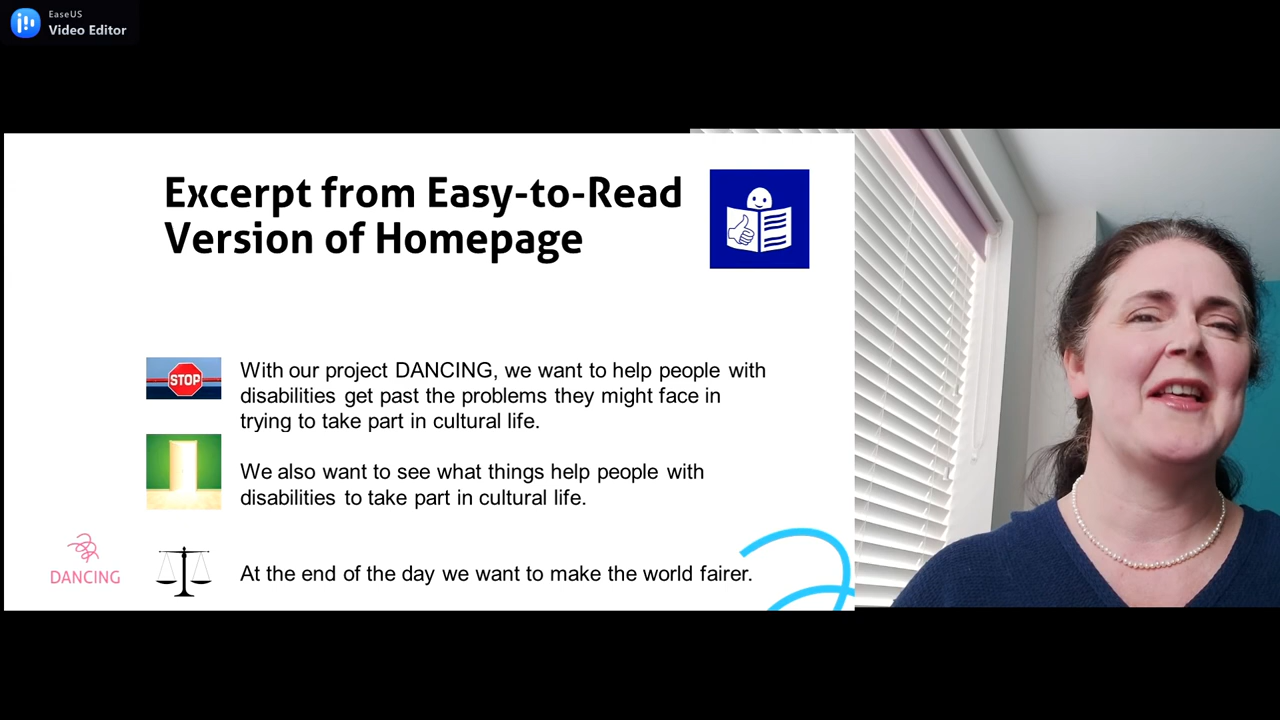 EaseUS
Video Editor
Excerpt from Easy-to-Read
Version of Homepage
STOP
With our project DANCING, we want to help people with
disabilities get past the problems they might face in
trying to take part in cultural life.
We also want to see what things help people with
disabilities to take part in cultural life.
DANCING
At the end of the day we want to make the world fairer.